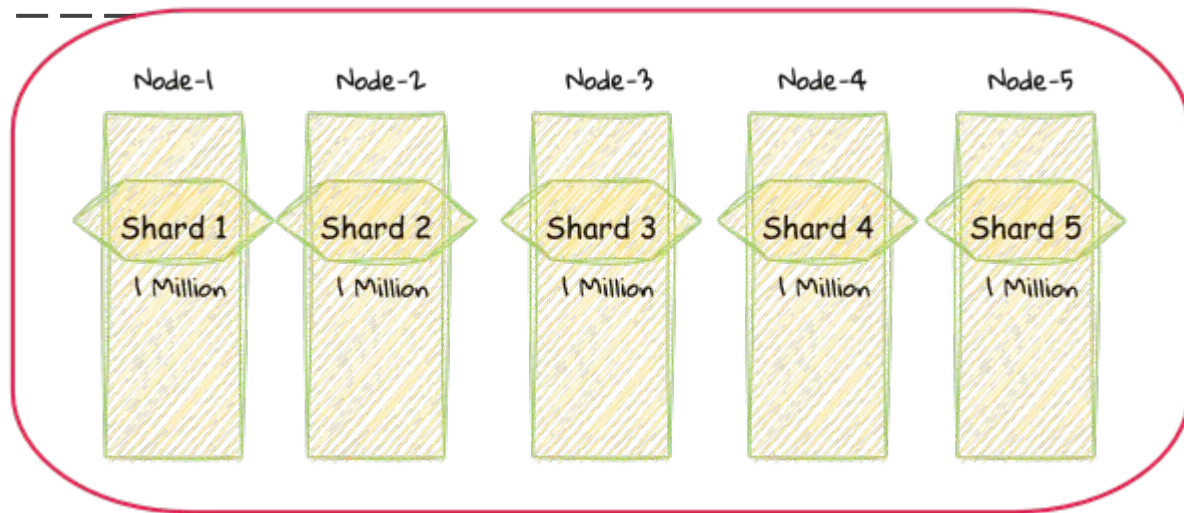 Node-1 Node-2 Node-3 Node-4 Node-5
Shard 1 Shard 2 Shard 3 Shard 4 Shard 5
1 Million 1 Million 1 Million 1 Million 1 Million